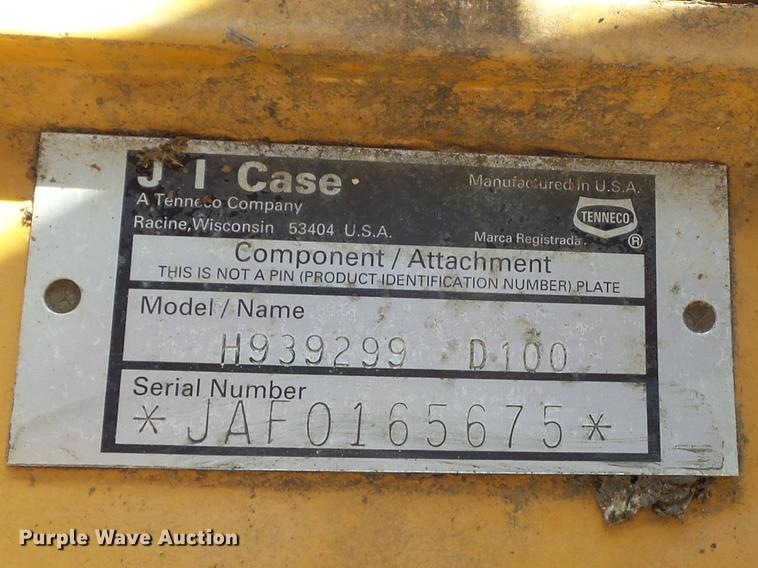 J I Case
A Tenneco Company
Racine, Wisconsin 53404 U.S.A.
Manufactured in U.S.A.
TENNECO
Marca Registrada ®
Component / Attachment
THIS IS NOT A PIN (PRODUCT IDENTIFICATION NUMBER) PLATE
Model / Name
H939299 D100
Serial Number
*JAF0165675*
Purple Wave Auction